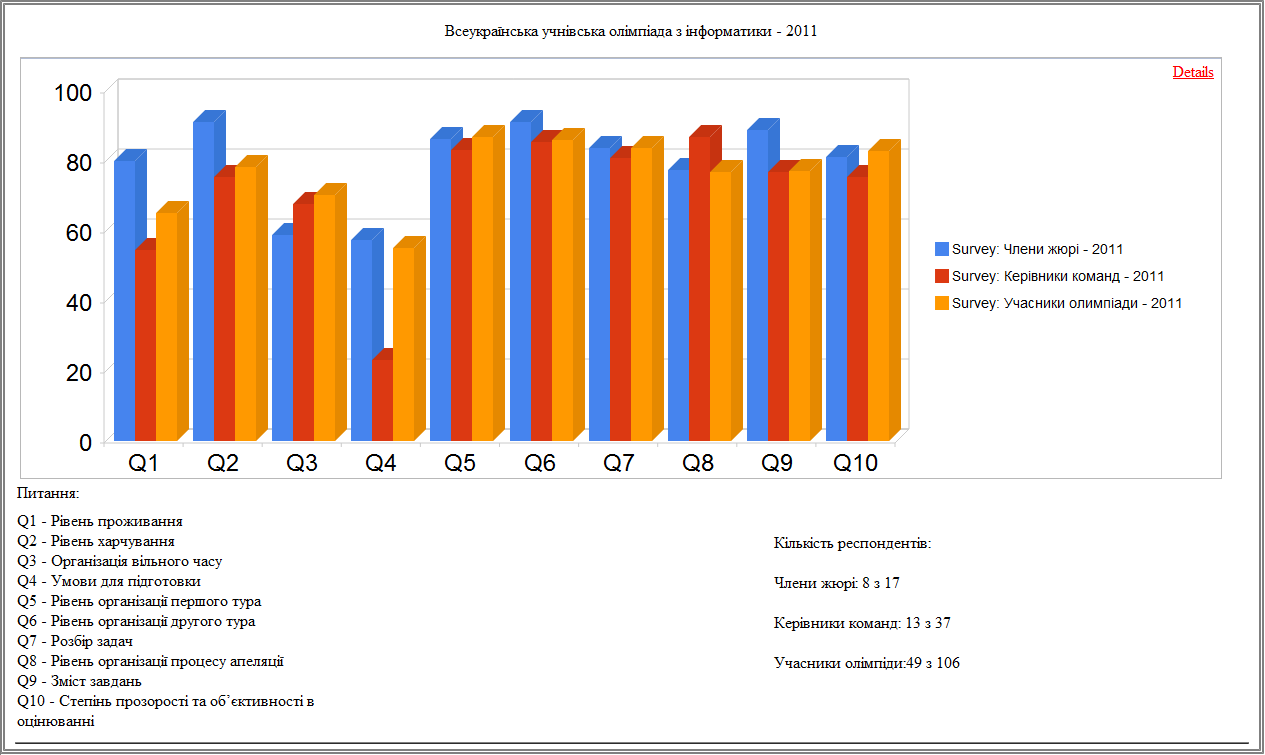 Всеукраїнська учнівська олімпіада з інформатики - 2011
Details
100
80
60
40
20
0
Q1 Q2 Q3 Q4 Q5 Q6 Q7 Q8 Q9 Q10
Survey: Члени жюрі - 2011
Survey: Керівники команд - 2011
Survey: Учасники олимпіади - 2011
Питання:
Q1 - Рівень проживання
Q2 - Рівень харчування
Q3 - Організація вільного часу
Q4 - Умови для підготовки
Q5 - Рівень організації першого тура
Q6 - Рівень організації другого тура
Q7 - Розбір задач
Q8 - Рівень організації процесу апеляції
Q9 - Зміст завдань
Q10 - Степінь прозорості та об’єктивності в
оцінюванні
Кількість респондентів:
Члени жюрі: 8 з 17
Керівники команд: 13 з 37
Учасники олімпіди:49 з 106